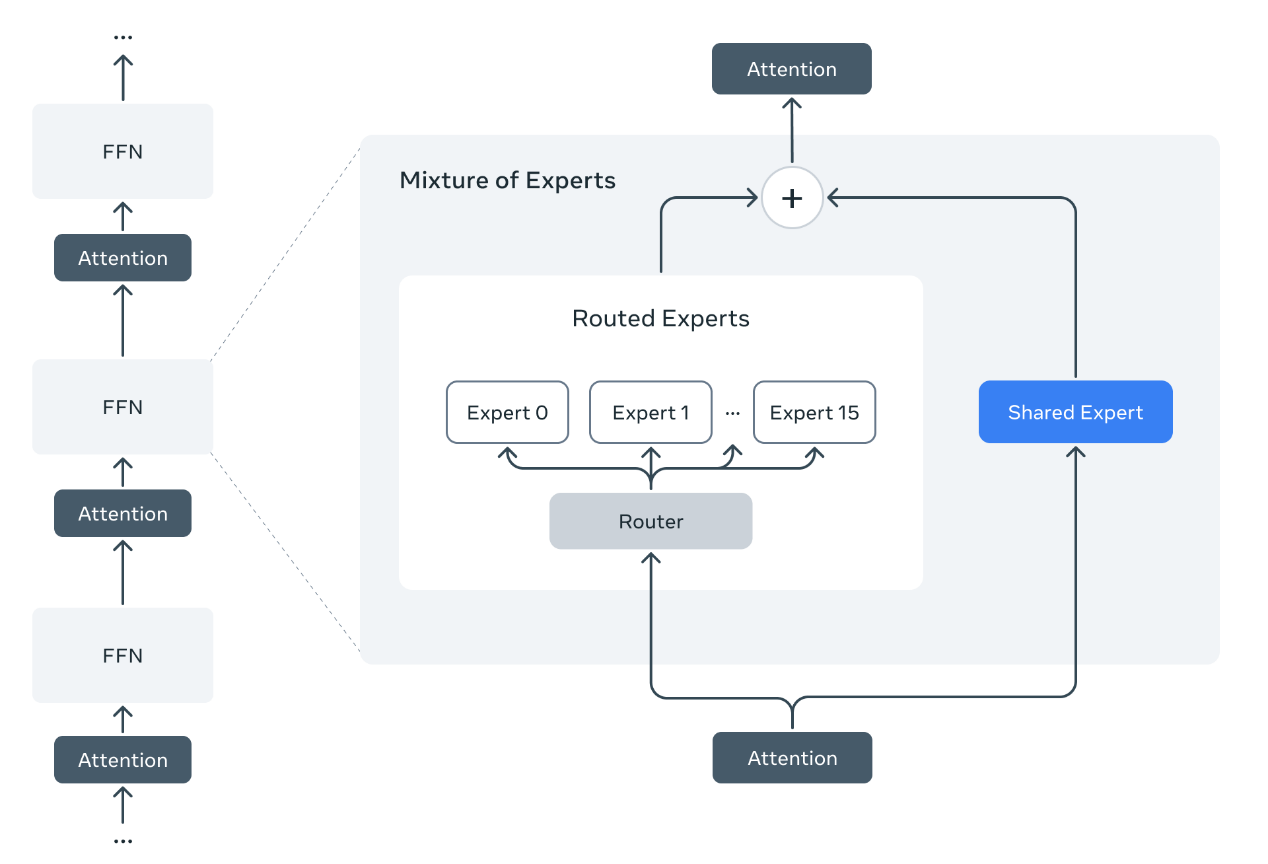 ...
FFN
Attention
FFN
Attention
FFN
Attention
...
Attention
Mixture of Experts
+
Routed Experts
Expert 0
Expert 1
...
Expert 15
Shared Expert
Router
Attention